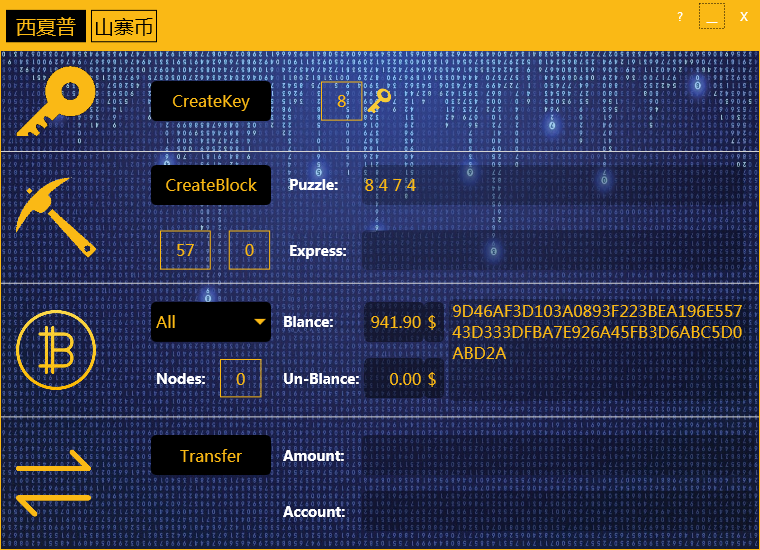 西夏普 山寨币 ? __ X
CreateKey 8
CreateBlock Puzzle: 8 4 7 4
57 0 Express:
All Blance: 941.90 $ 9D46AF3D103A0893F223BEA196E557
43D333DFBA7E926A45FB3D6ABC5D0
ABD2A
Nodes: 0 Un-Blance: 0.00 $
Transfer Amount:
Account: